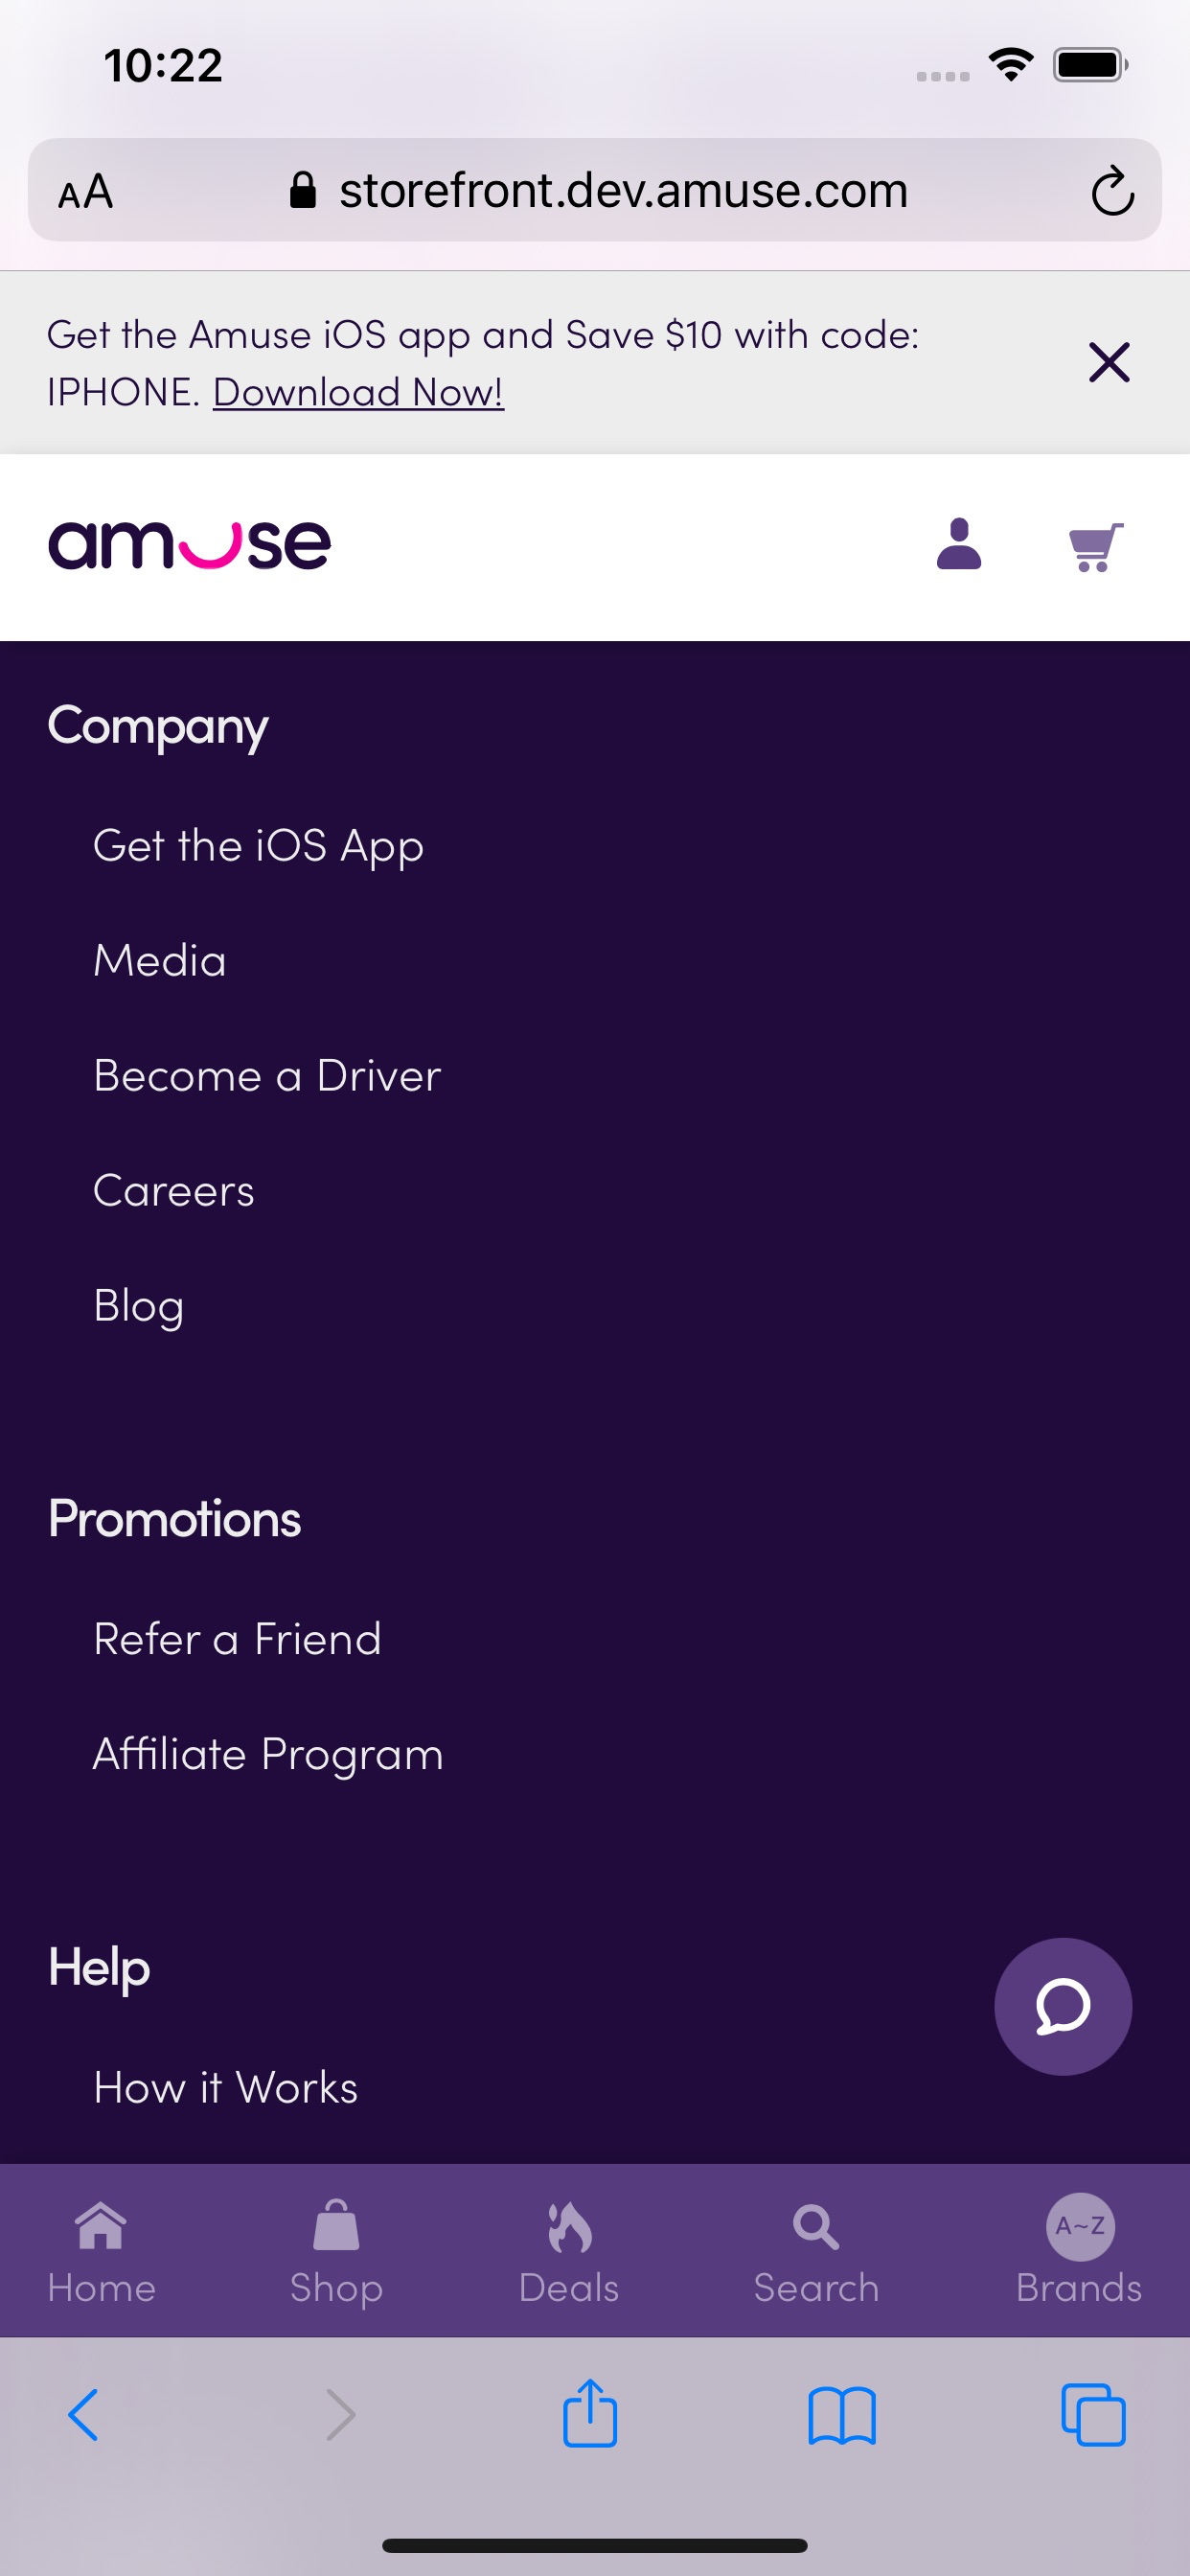 10:22
AA storefront.dev.amuse.com
Get the Amuse iOS app and Save $10 with code:
IPHONE. Download Now!
amuse
Company
Get the iOS App
Media
Become a Driver
Careers
Blog
Promotions
Refer a Friend
Affiliate Program
Help
How it Works
A~Z
Home Shop Deals Search Brands